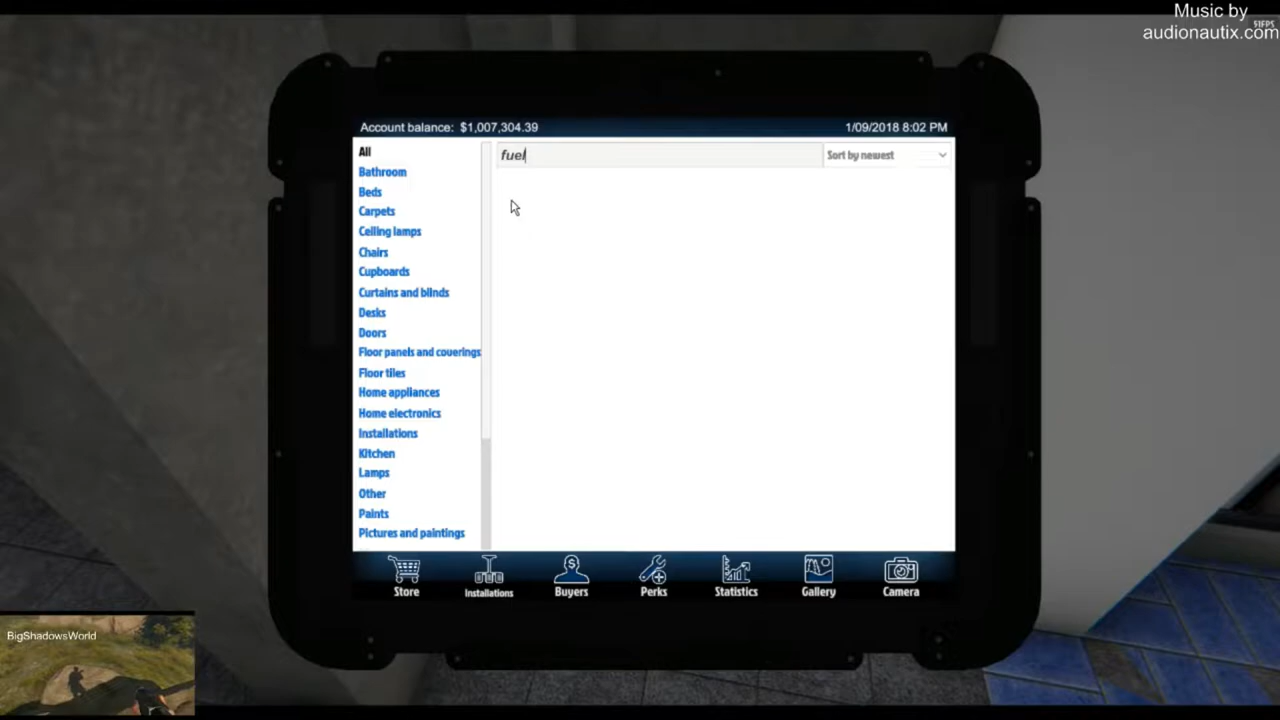 Music by
51FPS
audionautix.com
Account balance: $1,007,304.39
1/09/2018 8:02 PM
All
Bathroom
Beds
Carpets
Ceiling lamps
Chairs
Cupboards
Curtains and blinds
Desks
Doors
Floor panels and coverings
Floor tiles
Home appliances
Home electronics
Installations
Kitchen
Lamps
Other
Paints
Pictures and paintings
fuel
Sort by newest
Store
Installations
Buyers
Perks
Statistics
Gallery
Camera
BigShadowsWorld